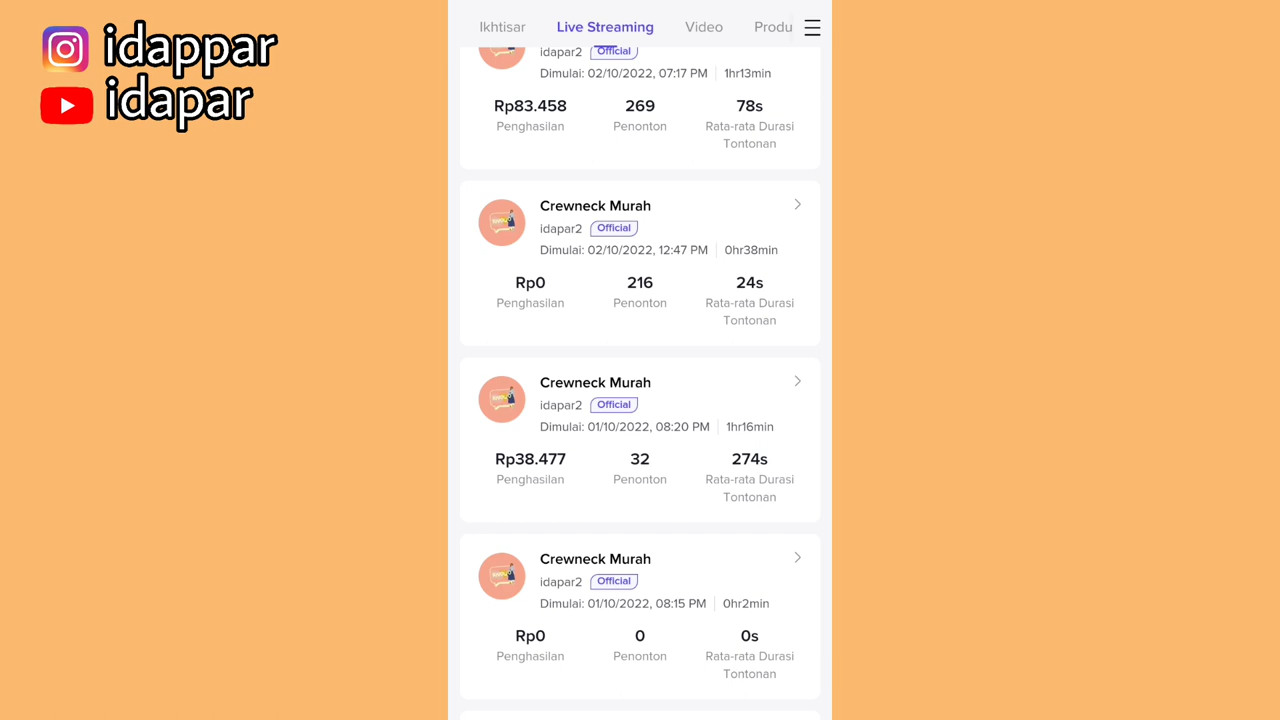 idappar
idapar
Ikhtisar Live Streaming Video Produ
idapar2 Official
Dimulai: 02/10/2022, 07:17 PM 1hr13min
Rp83.458 269 78s
Penghasilan Penonton Rata-rata Durasi
Tontonan
Crewneck Murah
idapar2 Official
Dimulai: 02/10/2022, 12:47 PM 0hr38min
Rp0 216 24s
Penghasilan Penonton Rata-rata Durasi
Tontonan
Crewneck Murah
idapar2 Official
Dimulai: 01/10/2022, 08:20 PM 1hr16min
Rp38.477 32 274s
Penghasilan Penonton Rata-rata Durasi
Tontonan
Crewneck Murah
idapar2 Official
Dimulai: 01/10/2022, 08:15 PM 0hr2min
Rp0 0 0s
Penghasilan Penonton Rata-rata Durasi
Tontonan